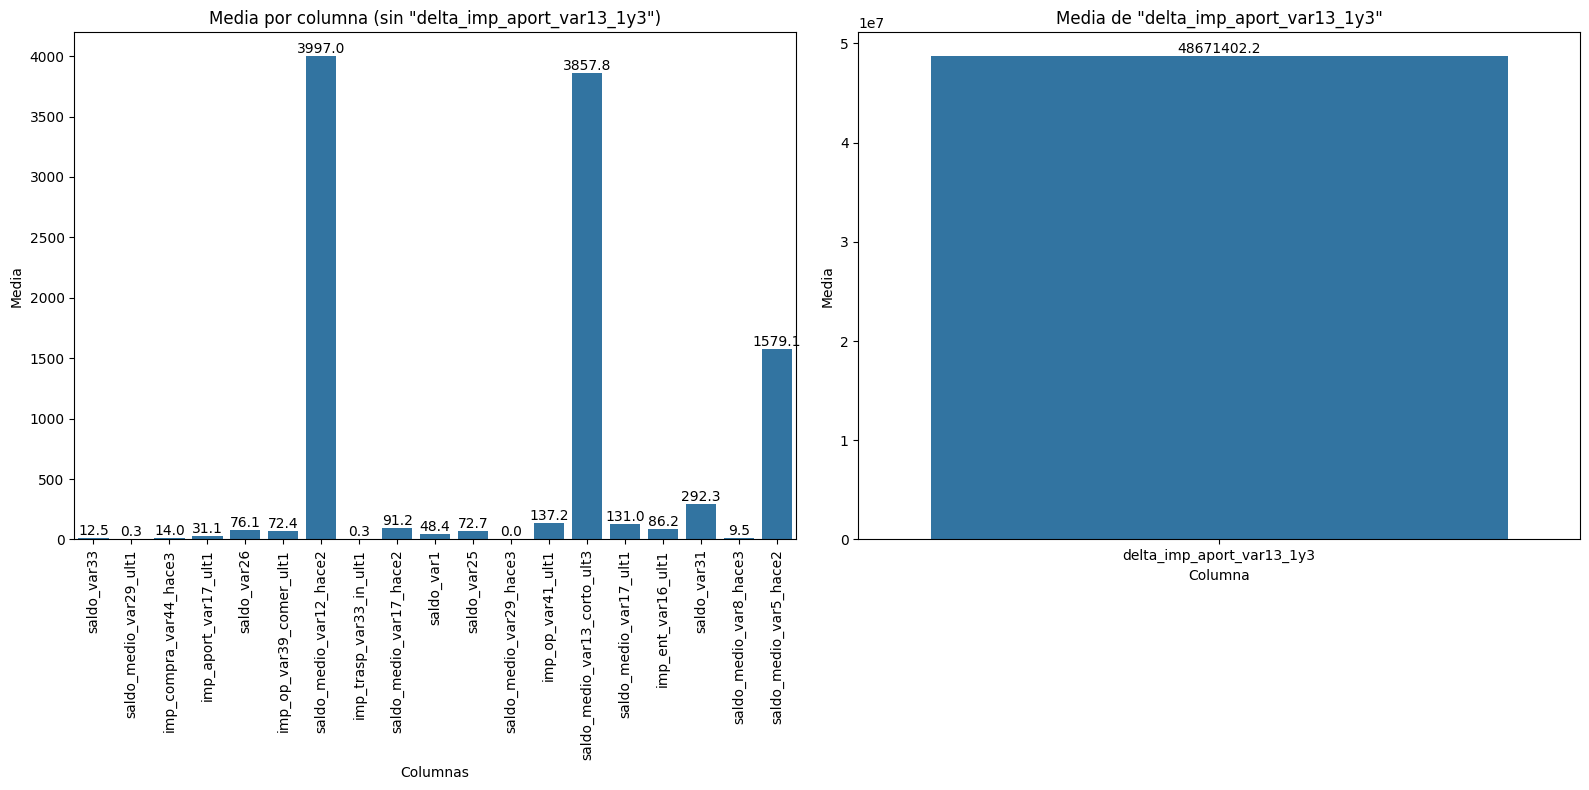 Media por columna (sin "delta_imp_aport_var13_1y3")
Media
4000
3500
3000
2500
2000
1500
1000
500
0
12.5
0.3
14.0
31.1
76.1
72.4
3997.0
0.3
91.2
48.4
72.7
0.0
137.2
3857.8
131.0
86.2
292.3
9.5
1579.1
saldo_var33
saldo_medio_var29_ult1
imp_compra_var44_hace3
imp_aport_var17_ult1
saldo_var26
imp_op_var39_comer_ult1
saldo_medio_var12_hace2
imp_trasp_var33_in_ult1
saldo_medio_var17_hace2
saldo_var1
saldo_var25
saldo_medio_var29_hace3
imp_op_var41_ult1
saldo_medio_var13_corto_ult3
saldo_medio_var17_ult1
imp_ent_var16_ult1
saldo_var31
saldo_medio_var8_hace3
saldo_medio_var5_hace2
Columnas
Media de "delta_imp_aport_var13_1y3"
1e7
Media
5
4
3
2
1
0
48671402.2
delta_imp_aport_var13_1y3
Columna